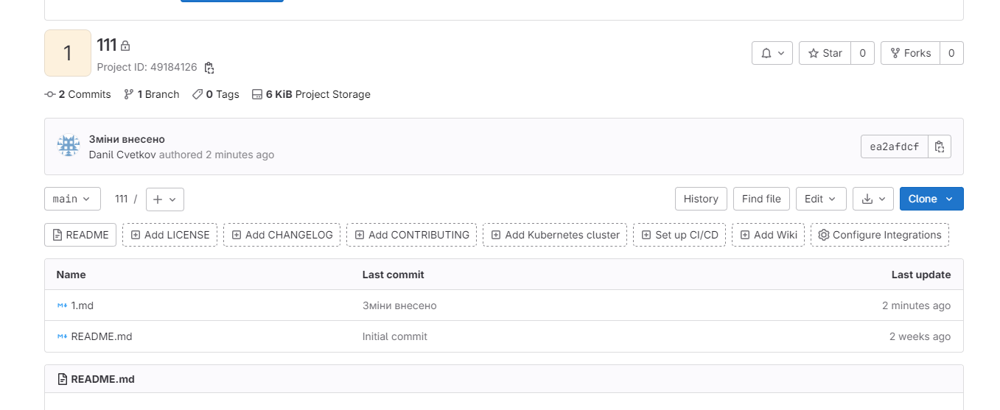 1
111
Project ID: 49184126
Star 0
Forks 0
2 Commits 1 Branch 0 Tags 6 KiB Project Storage
Зміни внесено
Danil Cvetkov authored 2 minutes ago
ea2afdcf
main 111 / +
History Find file Edit Clone
README Add LICENSE Add CHANGELOG Add CONTRIBUTING Add Kubernetes cluster Set up CI/CD Add Wiki Configure Integrations
Name Last commit Last update
1.md Зміни внесено 2 minutes ago
README.md Initial commit 2 weeks ago
README.md